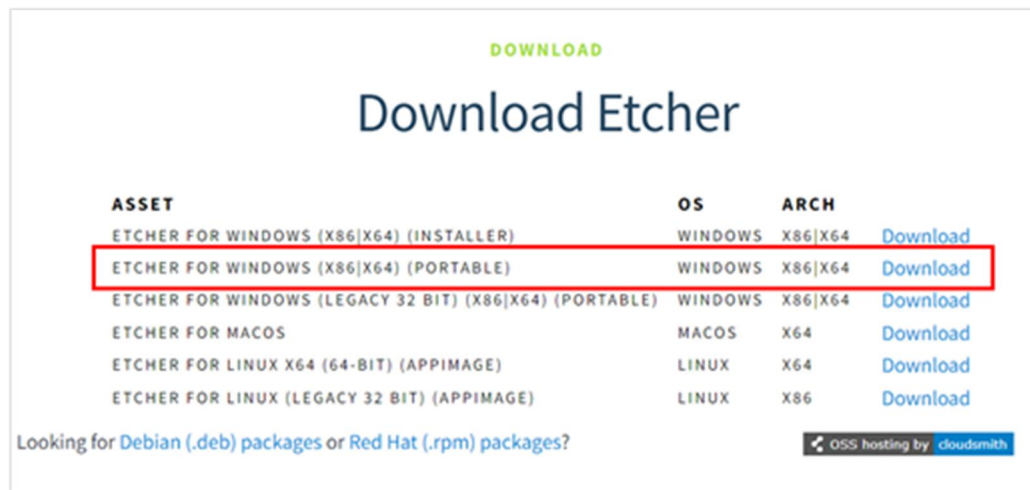 DOWNLOAD
Download Etcher
ASSET OS ARCH
ETCHER FOR WINDOWS (X86|X64) (INSTALLER) WINDOWS X86|X64 Download
ETCHER FOR WINDOWS (X86|X64) (PORTABLE) WINDOWS X86|X64 Download
ETCHER FOR WINDOWS (LEGACY 32 BIT) (X86|X64) (PORTABLE) WINDOWS X86|X64 Download
ETCHER FOR MACOS MACOS X64 Download
ETCHER FOR LINUX X64 (64-BIT) (APPIMAGE) LINUX X64 Download
ETCHER FOR LINUX (LEGACY 32 BIT) (APPIMAGE) LINUX X86 Download
Looking for Debian (.deb) packages or Red Hat (.rpm) packages? OSS hosting by cloudsmith